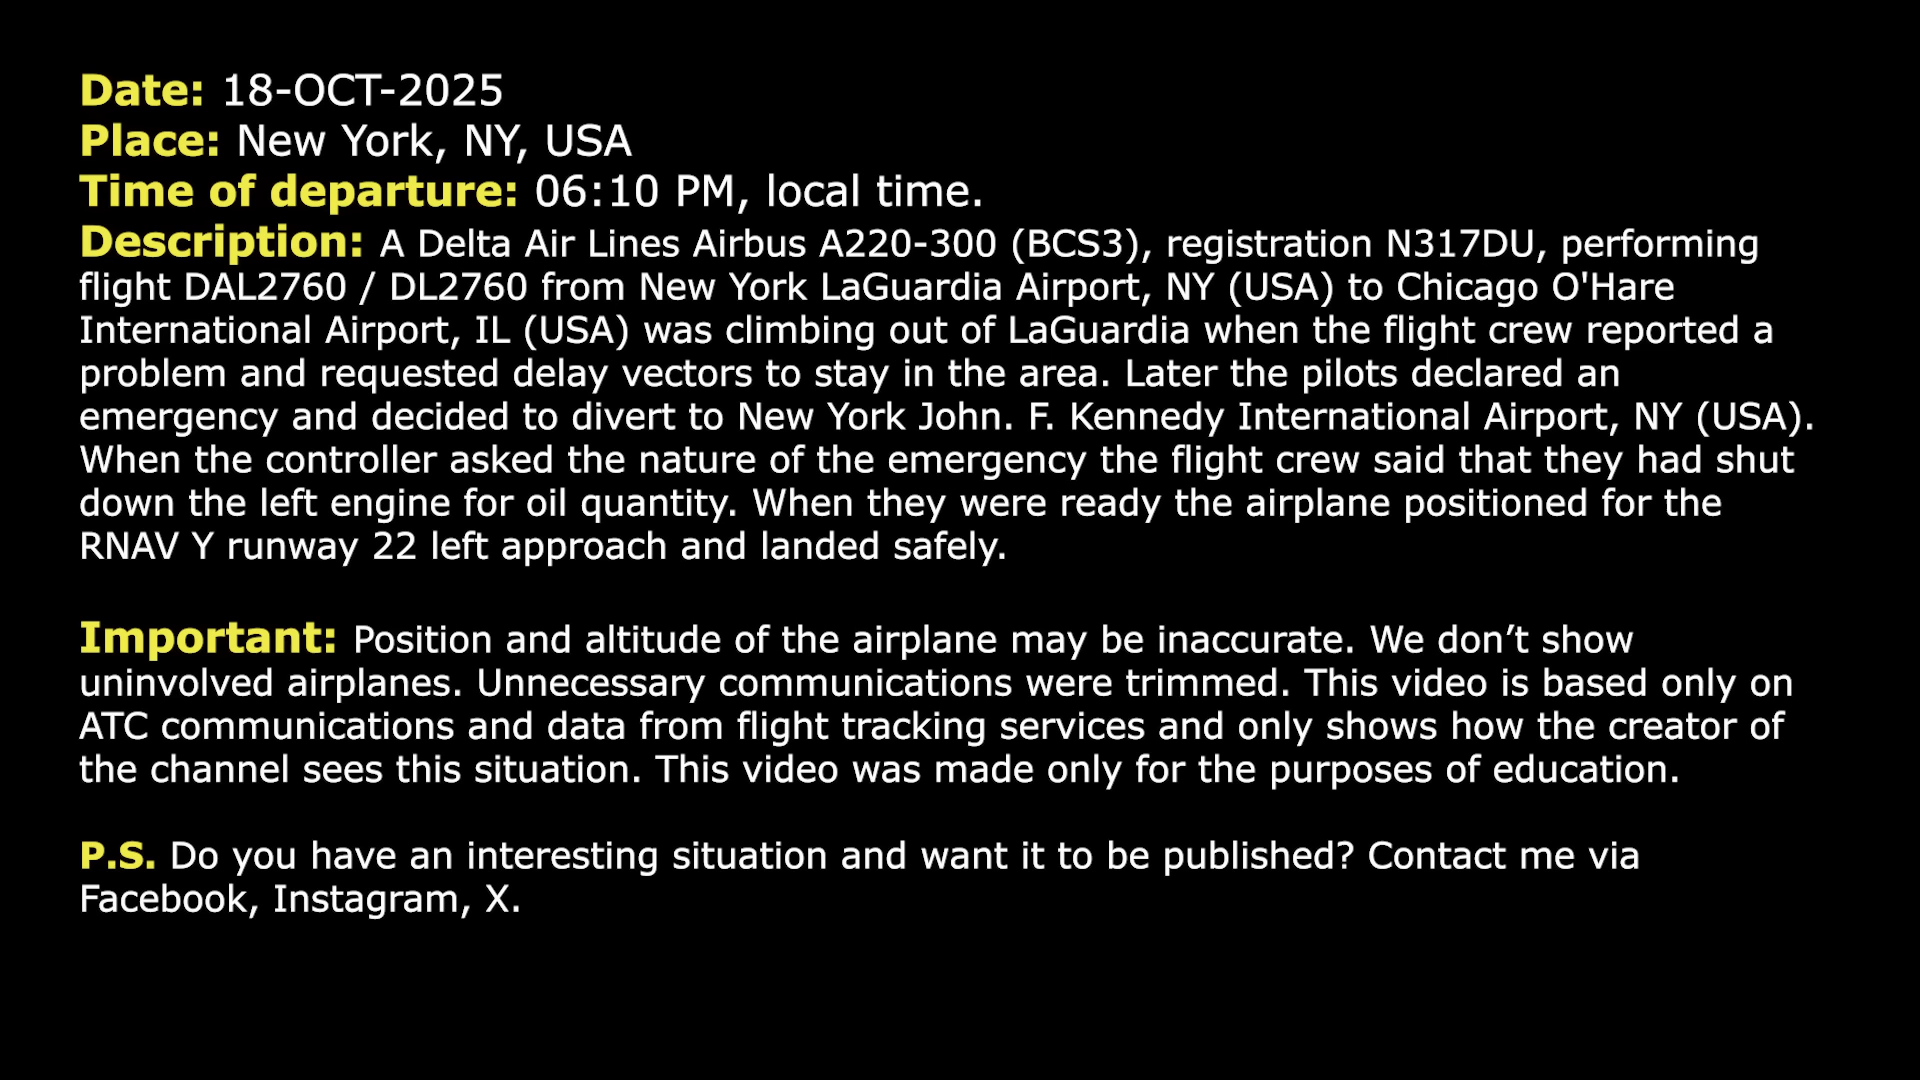 Date: 18-OCT-2025
Place: New York, NY, USA
Time of departure: 06:10 PM, local time.
Description: A Delta Air Lines Airbus A220-300 (BCS3), registration N317DU, performing
flight DAL2760 / DL2760 from New York LaGuardia Airport, NY (USA) to Chicago O'Hare
International Airport, IL (USA) was climbing out of LaGuardia when the flight crew reported a
problem and requested delay vectors to stay in the area. Later the pilots declared an
emergency and decided to divert to New York John. F. Kennedy International Airport, NY (USA).
When the controller asked the nature of the emergency the flight crew said that they had shut
down the left engine for oil quantity. When they were ready the airplane positioned for the
RNAV Y runway 22 left approach and landed safely.
Important: Position and altitude of the airplane may be inaccurate. We don’t show
uninvolved airplanes. Unnecessary communications were trimmed. This video is based only on
ATC communications and data from flight tracking services and only shows how the creator of
the channel sees this situation. This video was made only for the purposes of education.
P.S. Do you have an interesting situation and want it to be published? Contact me via
Facebook, Instagram, X.